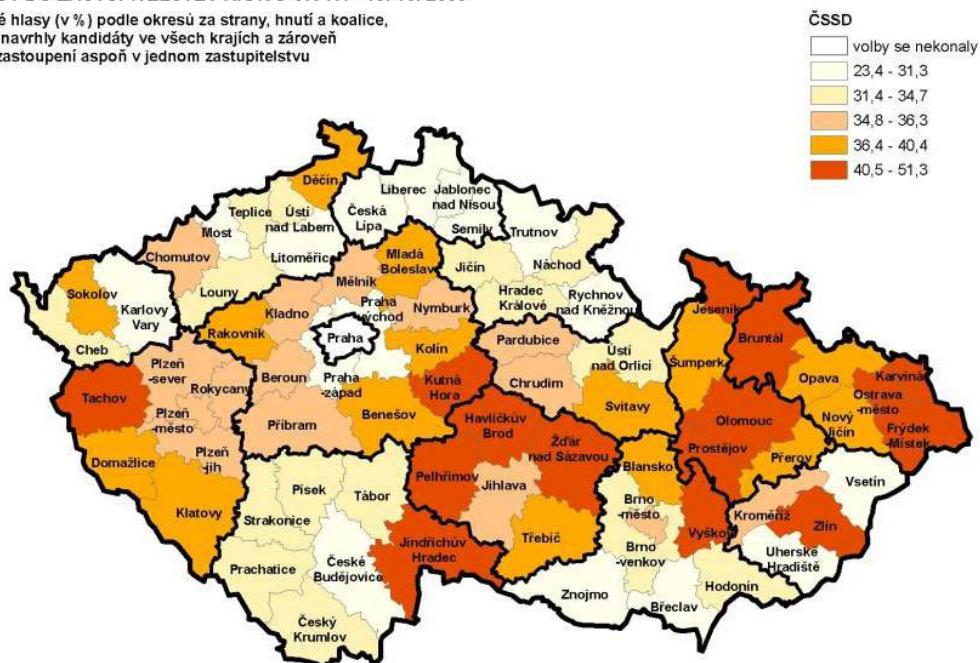 é hlasy (v %) podle okresů za strany, hnutí a koalice,
navrhly kandidáty ve všech krajích a zároveň
zastoupení aspoň v jednom zastupitelstvu
ČSSD
volby se nekonaly
23,4 - 31,3
31,4 - 34,7
34,8 - 36,3
36,4 - 40,4
40,5 - 51,3
Děčín
Liberec
Jablonec
nad Nisou
Teplice
Ústí
nad Labem
Česká
Lípa
Most
Semily
Trutnov
Chomutov
Litoměřice
Mladá
Boleslav
Jičín
Náchod
Mělník
Sokolov
Louny
Hradec
Králové
Rychnov
nad Kněžnou
Karlovy
Vary
Kladno
Praha
východ
Nymburk
Jeseník
Rakovník
Praha
Pardubice
Bruntál
Cheb
Kolín
Ústí
nad Orlicí
Plzeň
-sever
Šumperk
Beroun
Praha
-západ
Kutná
Hora
Chrudim
Opava
Karviná
Rokycany
Tachov
Svitavy
Ostrava
-město
Plzeň
-město
Benešov
Havlíčkův
Brod
Olomouc
Nový
Jičín
Frýdek
-Místek
Příbram
Žďár
nad Sázavou
Prostějov
Plzeň
-jih
Přerov
Domažlice
Blansko
Pelhřimov
Jihlava
Vsetín
Písek
Tábor
Brno
-město
Klatovy
Kroměříž
Zlín
Strakonice
Vyškov
Jindřichův
Hradec
Třebíč
Brno
-venkov
Uherské
Hradiště
Prachatice
České
Budějovice
Hodonín
Znojmo
Břeclav
Český
Krumlov